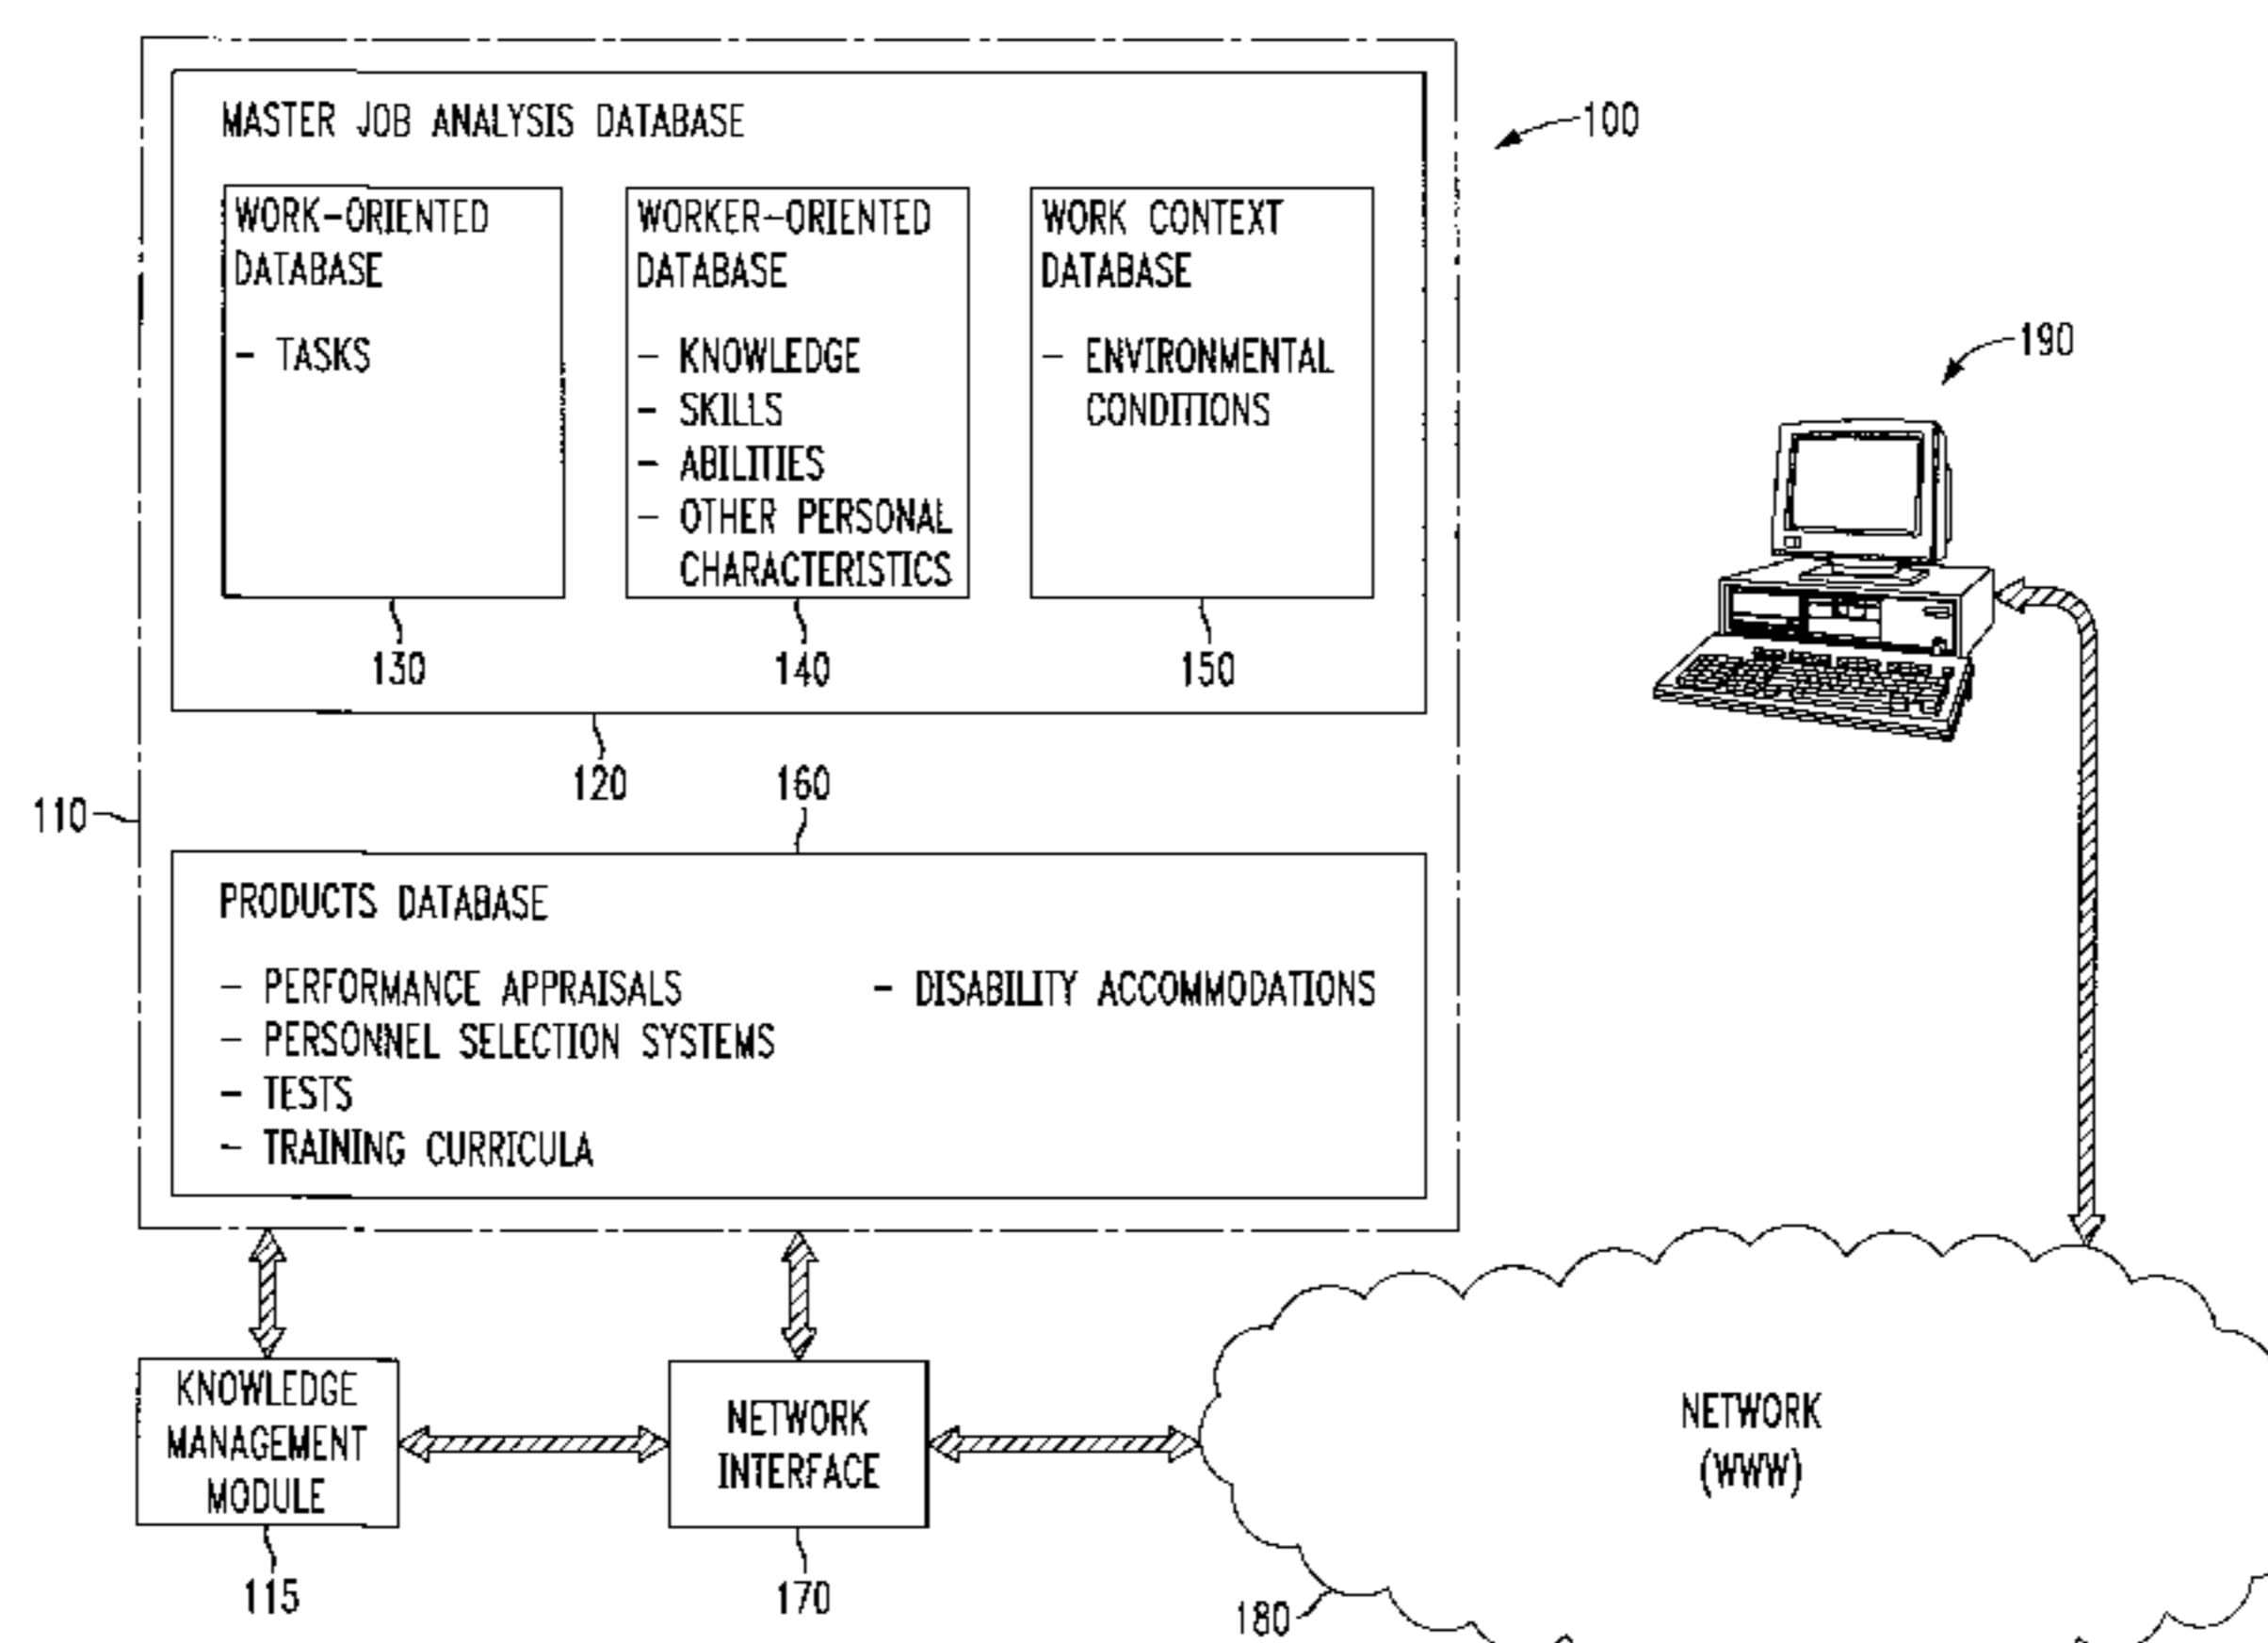 MASTER JOB ANALYSIS DATABASE
100
WORK-ORIENTED
DATABASE
- TASKS
130
WORKER-ORIENTED
DATABASE
- KNOWLEDGE
- SKILLS
- ABILITIES
- OTHER PERSONAL
CHARACTERISTICS
140
WORK CONTEXT
DATABASE
- ENVIRONMENTAL
CONDITIONS
150
190
120
160
110
PRODUCTS DATABASE
- PERFORMANCE APPRAISALS
- PERSONNEL SELECTION SYSTEMS
- TESTS
- TRAINING CURRICULA
- DISABILITY ACCOMMODATIONS
KNOWLEDGE
MANAGEMENT
MODULE
115
NETWORK
INTERFACE
170
NETWORK
(WWW)
180